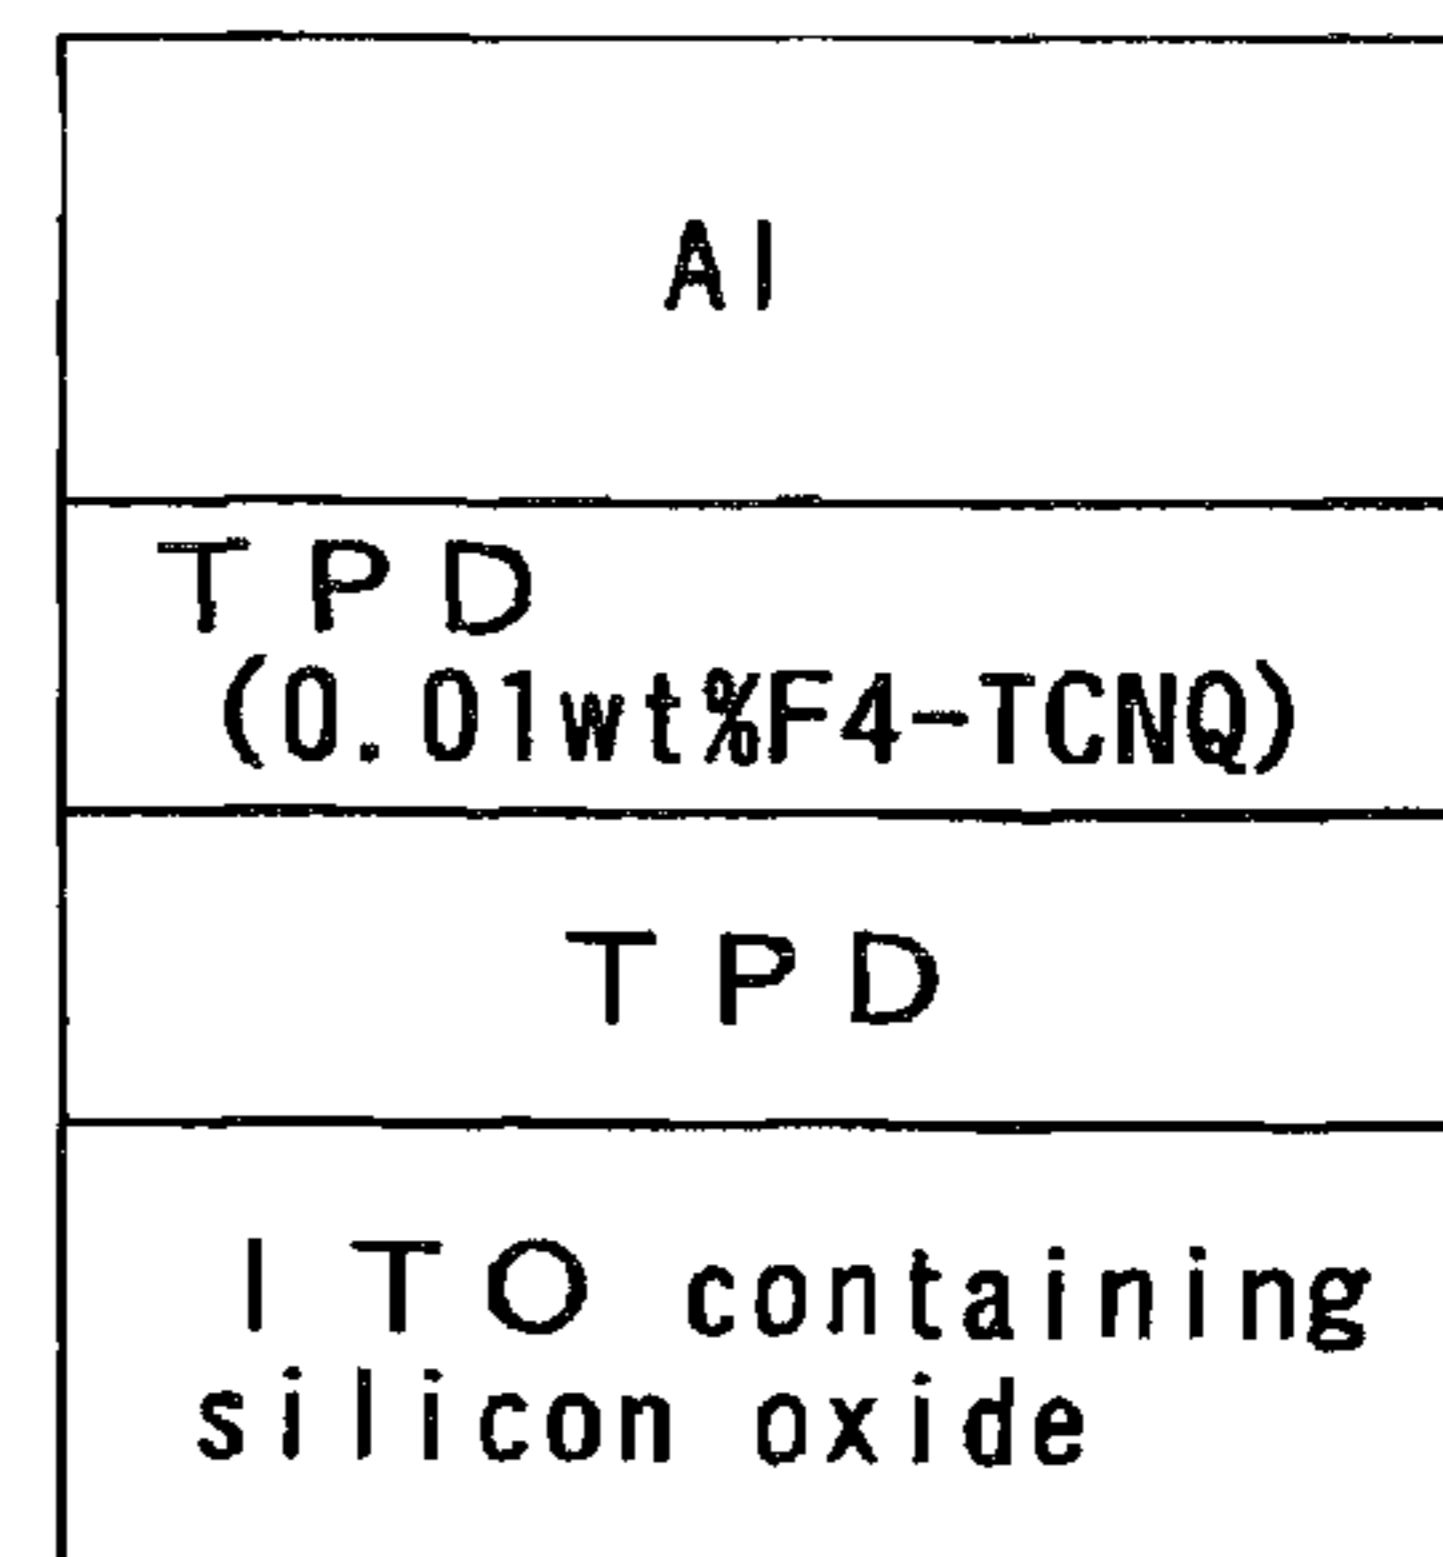 Al
TPD
(0.01wt%F4-TCNQ)
TPD
ITO containing
silicon oxide